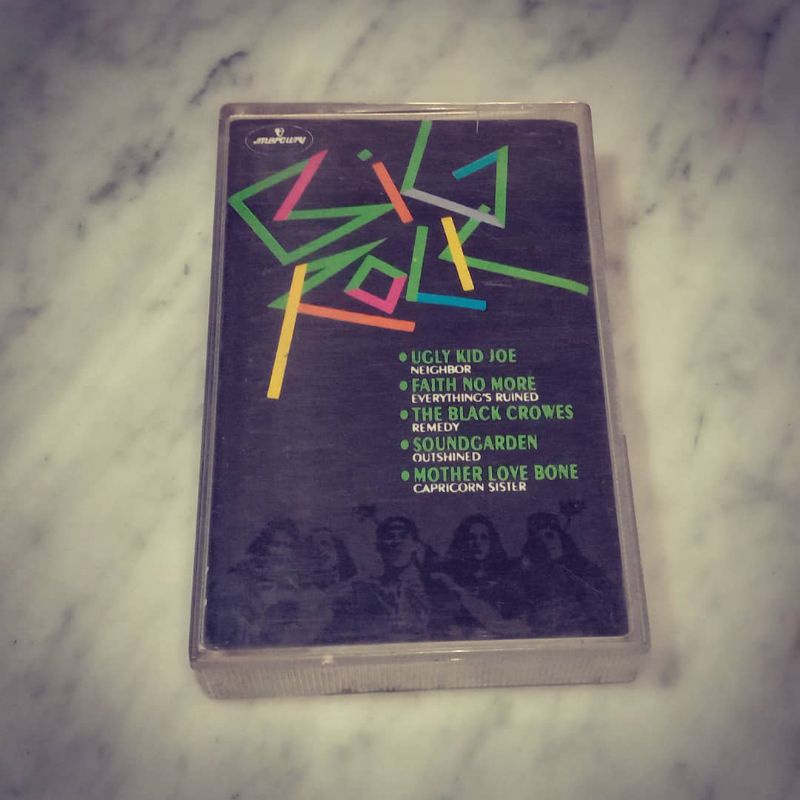 mercury
GILA
ROCK
• UGLY KID JOE
NEIGHBOR
• FAITH NO MORE
EVERYTHING'S RUINED
• THE BLACK CROWES
REMEDY
• SOUNDGARDEN
OUTSHINED
• MOTHER LOVE BONE
CAPRICORN SISTER